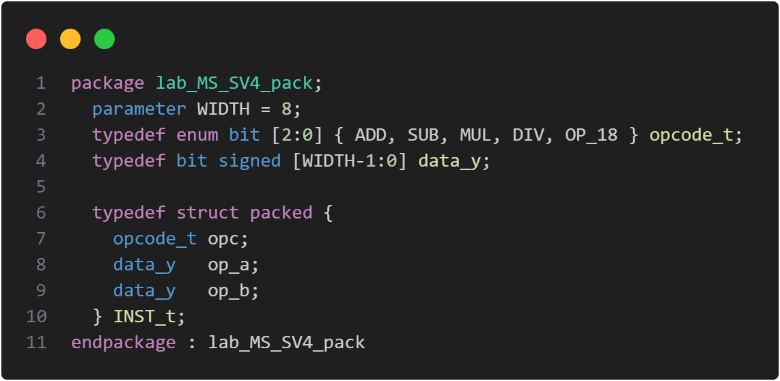 1 package lab_MS_SV4_pack;
2 parameter WIDTH = 8;
3 typedef enum bit [2:0] { ADD, SUB, MUL, DIV, OP_18 } opcode_t;
4 typedef bit signed [WIDTH-1:0] data_y;
5
6 typedef struct packed {
7 opcode_t opc;
8 data_y op_a;
9 data_y op_b;
10 } INST_t;
11 endpackage : lab_MS_SV4_pack